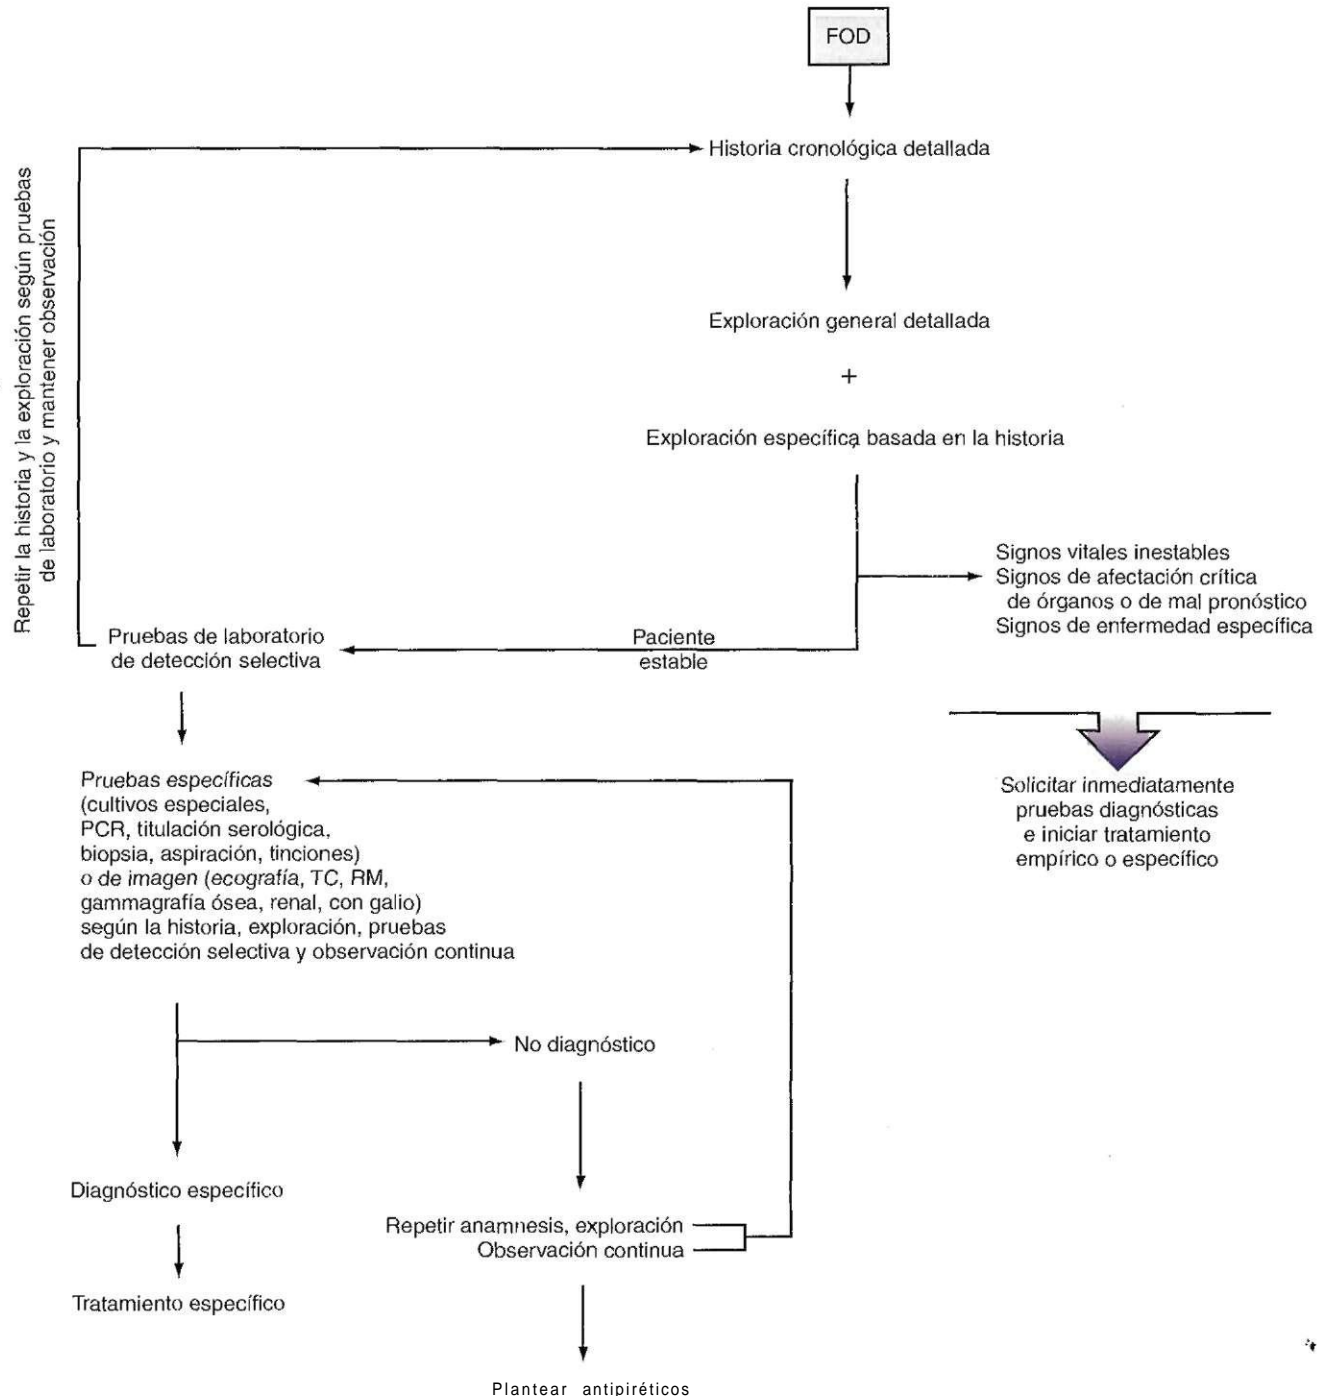 FOD
Historia cronológica detallada
Exploración general detallada
+
Exploración específica basada en la historia
Signos vitales inestables
Signos de afectación crítica
de órganos o de mal pronóstico
Signos de enfermedad específica
Solicitar inmediatamente
pruebas diagnósticas
e iniciar tratamiento
empírico o específico
Paciente
estable
Pruebas de laboratorio
de detección selectiva
Repetir la historia y la exploración según pruebas
de laboratorio y mantener observación
Pruebas específicas
(cultivos especiales,
PCR, titulación serológica,
biopsia, aspiración, tinciones)
o de imagen (ecografía, TC, RM,
gammagrafía ósea, renal, con galio)
según la historia, exploración, pruebas
de detección selectiva y observación continua
No diagnóstico
Diagnóstico específico
Repetir anamnesis, exploración
Observación continua
Tratamiento específico
Plantear antipiréticos